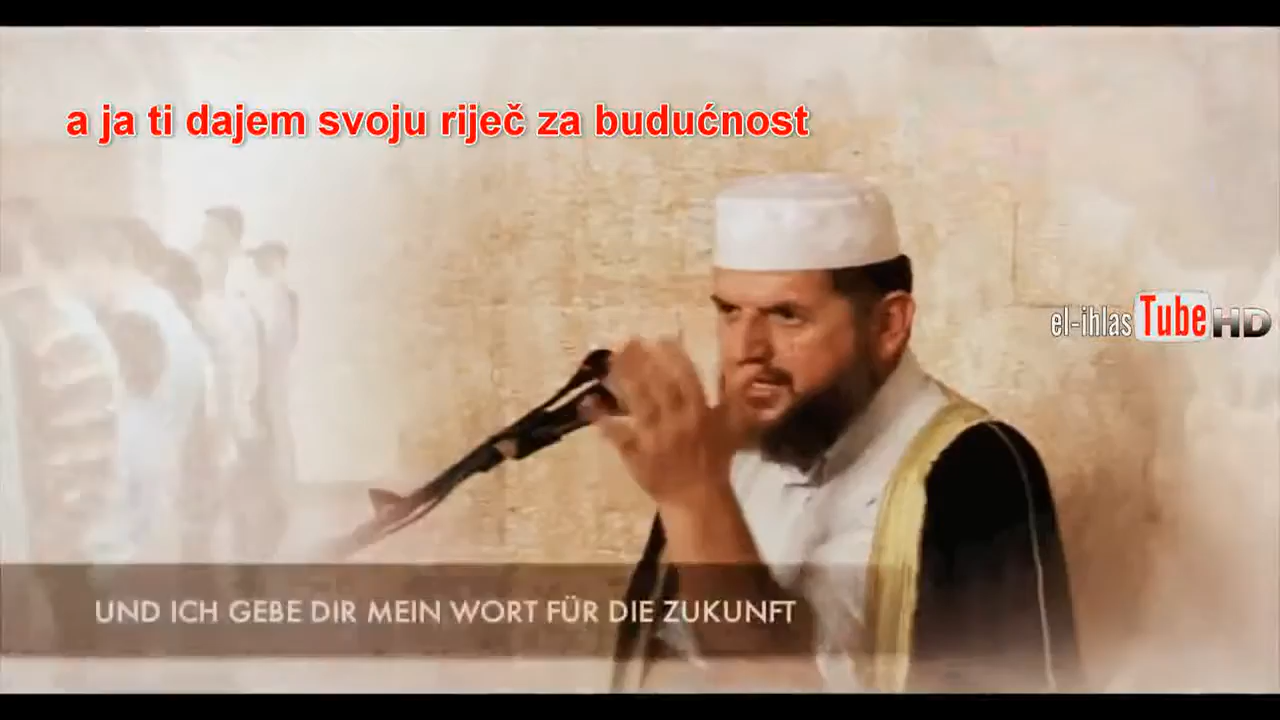 a ja ti dajem svoju riječ za budućnost
el-ihlas Tube HD
UND ICH GEBE DIR MEIN WORT FÜR DIE ZUKUNFT